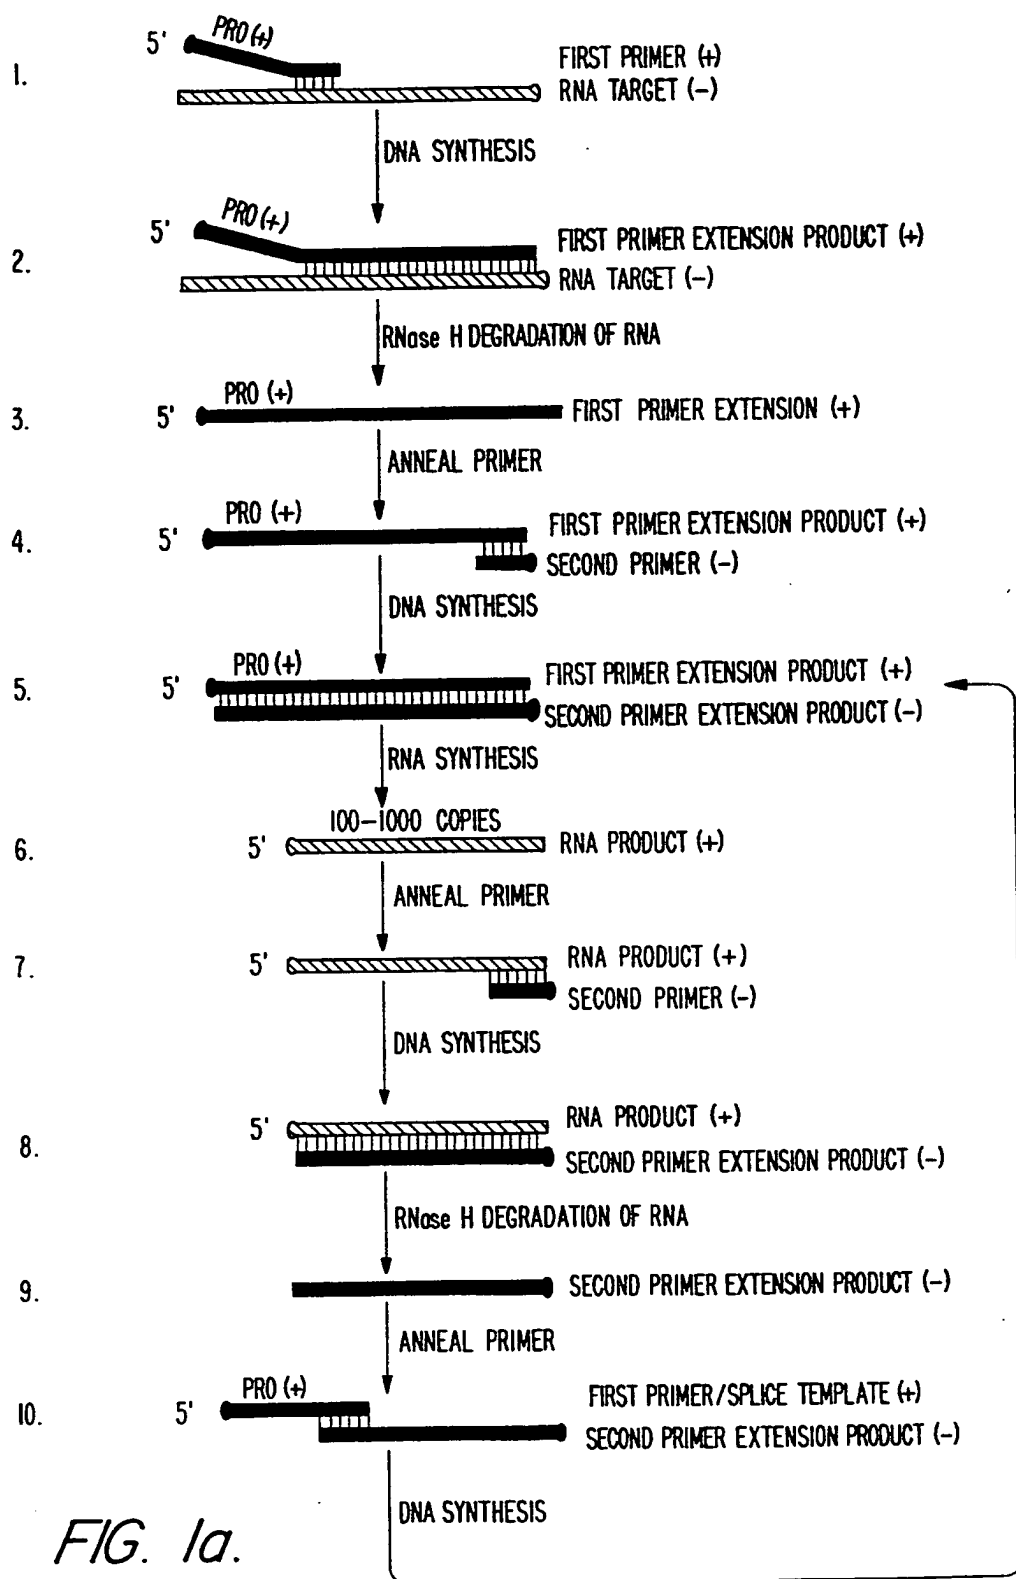 5' PRO (+)
1. FIRST PRIMER (+)
RNA TARGET (-)
DNA SYNTHESIS
5' PRO (+)
2. FIRST PRIMER EXTENSION PRODUCT (+)
RNA TARGET (-)
RNase H DEGRADATION OF RNA
PRO (+)
3. 5' FIRST PRIMER EXTENSION (+)
ANNEAL PRIMER
PRO (+)
4. 5' FIRST PRIMER EXTENSION PRODUCT (+)
SECOND PRIMER (-)
DNA SYNTHESIS
PRO (+)
5. 5' FIRST PRIMER EXTENSION PRODUCT (+)
SECOND PRIMER EXTENSION PRODUCT (-)
RNA SYNTHESIS
100-1000 COPIES
6. 5' RNA PRODUCT (+)
ANNEAL PRIMER
7. 5' RNA PRODUCT (+)
SECOND PRIMER (-)
DNA SYNTHESIS
5' RNA PRODUCT (+)
8. SECOND PRIMER EXTENSION PRODUCT (-)
RNase H DEGRADATION OF RNA
9. SECOND PRIMER EXTENSION PRODUCT (-)
ANNEAL PRIMER
PRO (+)
10. 5' FIRST PRIMER/SPLICE TEMPLATE (+)
SECOND PRIMER EXTENSION PRODUCT (-)
DNA SYNTHESIS
FIG. 1a.